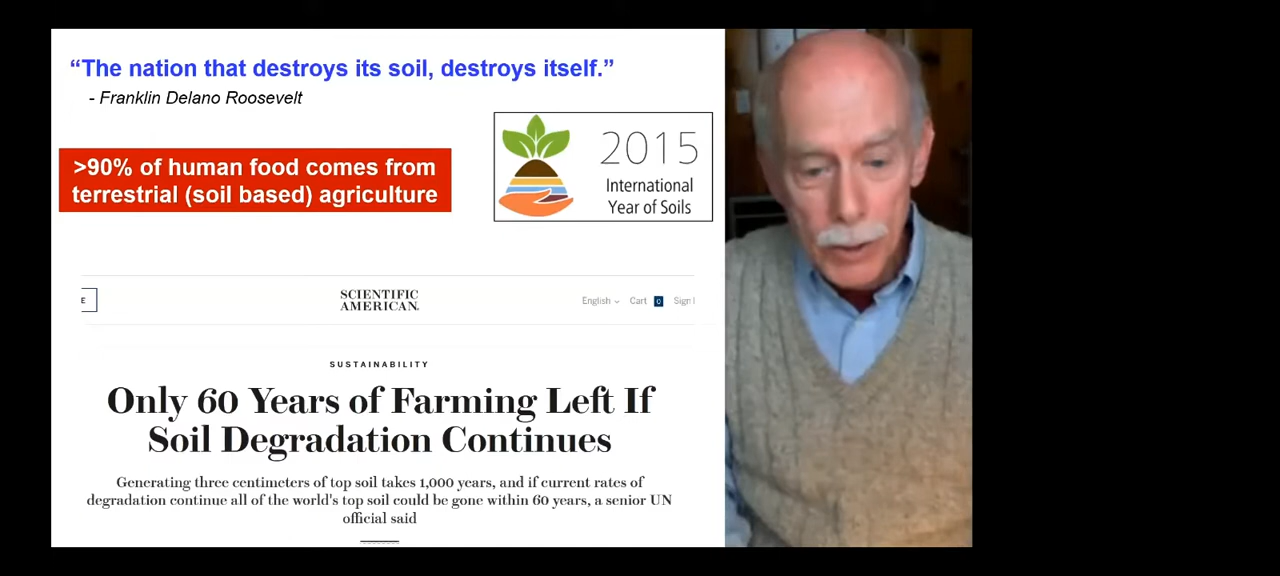 “The nation that destroys its soil, destroys itself.”
- Franklin Delano Roosevelt
>90% of human food comes from
terrestrial (soil based) agriculture
2015
International
Year of Soils
E
SCIENTIFIC
AMERICAN.
English Cart 0 Sign I
SUSTAINABILITY
Only 60 Years of Farming Left If
Soil Degradation Continues
Generating three centimeters of top soil takes 1,000 years, and if current rates of
degradation continue all of the world's top soil could be gone within 60 years, a senior UN
official said